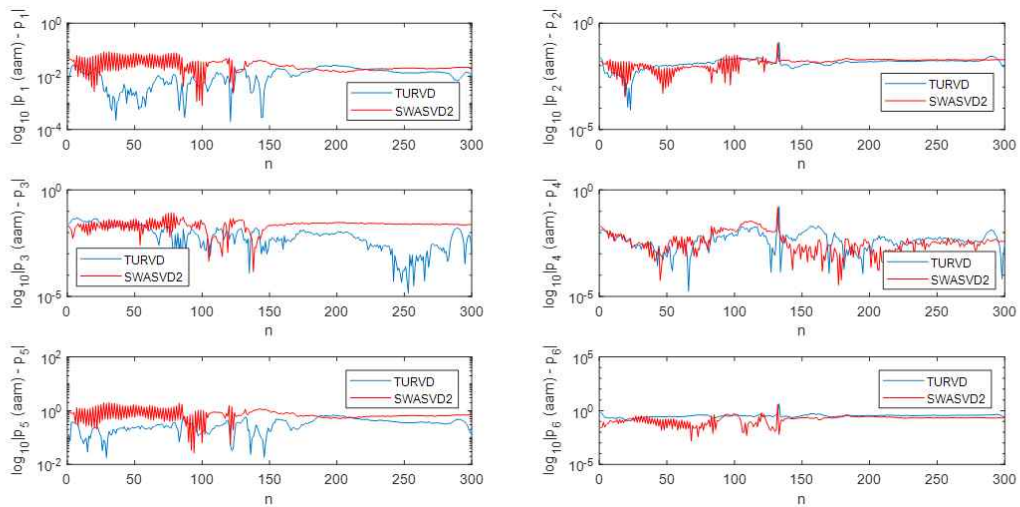 log10 |p1 (aam) - p1|
10^0
10^-2
10^-4
TURVD
SWASVD2
0 50 100 150 200 250 300
n
log10 |p2 (aam) - p2|
10^0
10^-5
TURVD
SWASVD2
0 50 100 150 200 250 300
n
log10 |p3 (aam) - p3|
10^0
10^-5
TURVD
SWASVD2
0 50 100 150 200 250 300
n
log10 |p4 (aam) - p4|
10^0
10^-5
TURVD
SWASVD2
0 50 100 150 200 250 300
n
log10 |p5 (aam) - p5|
10^2
10^0
10^-2
TURVD
SWASVD2
0 50 100 150 200 250 300
n
log10 |p6 (aam) - p6|
10^5
10^0
10^-5
TURVD
SWASVD2
0 50 100 150 200 250 300
n